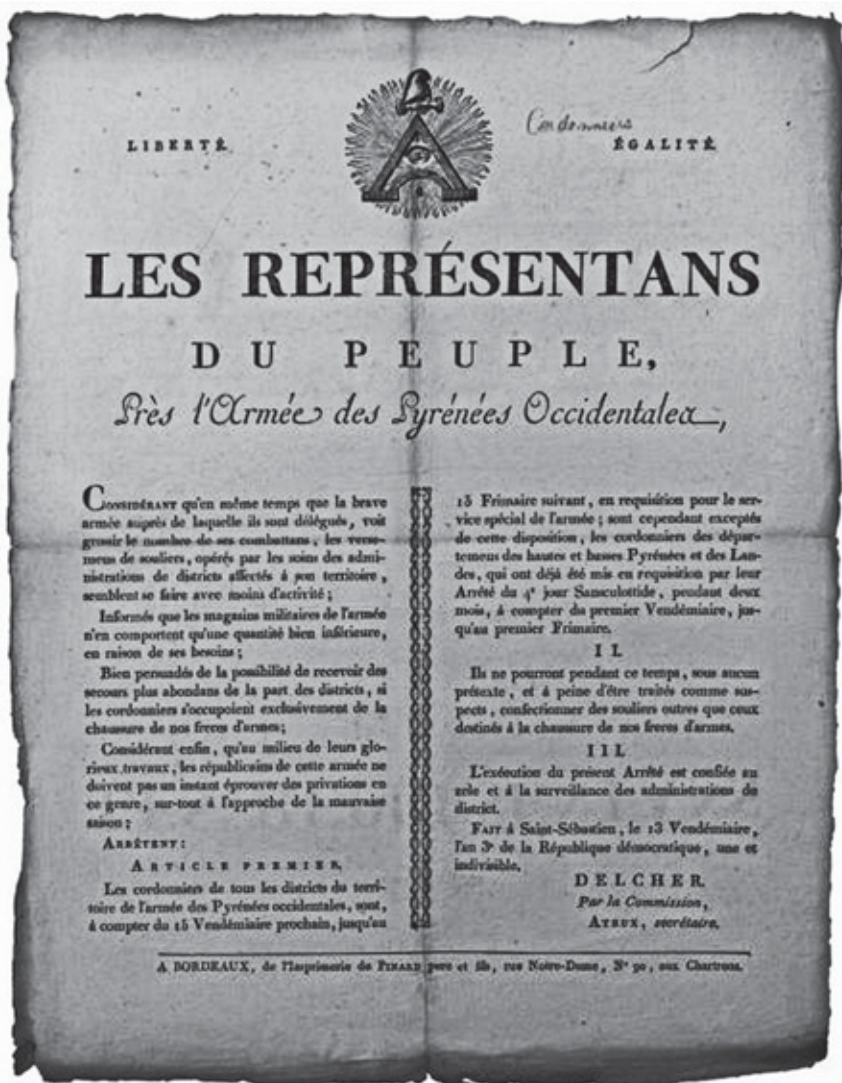 LIBERTÉ.
Cordonniers
ÉGALITÉ.
LES REPRÉSENTANS
DU PEUPLE,
Près l'Armée des Pyrénées Occidentales,
CONSIDÉRANT qu'en même temps que la brave
armée auprès de laquelle ils sont délégués, voit
grossir le nombre de ses combattans, les verse-
mens de souliers, opérés par les soins des admi-
nistrations de districts affectés à son territoire,
semblent se faire avec moins d'activité;
Informés que les magasins militaires de l'armée
n'en comportent qu'une quantité bien inférieure,
en raison de ses besoins;
Bien persuadés de la possibilité de recevoir des
secours plus abondans de la part des districts, si
les cordonniers s'occupoient exclusivement de la
chaussure de nos freres d'armes;
Considérant enfin, qu'au milieu de leurs glo-
rieux travaux, les républicains de cette armée ne
doivent pas un instant éprouver des privations en
ce genre, sur-tout à l'approche de la mauvaise
saison;
ARRÊTENT:
ARTICLE PREMIER.
Les cordonniers de tous les districts du terri-
toire de l'armée des Pyrénées occidentales, sont,
à compter du 15 Vendémiaire prochain, jusqu'au
15 Frimaire suivant, en requisition pour le ser-
vice spécial de l'armée; sont cependant exceptés
de cette disposition, les cordonniers des dépar-
temens des hautes et basses Pyrénées et des Lan-
des, qui ont déjà été mis en requisition par leur
Arrêté du 4e jour Sansculottide, pendant deux
mois, à compter du premier Vendémiaire, jus-
qu'au premier Frimaire.
II.
Ils ne pourront pendant ce temps, sous aucun
prétexte, et à peine d'être traités comme sus-
pects, confectionner des souliers outres que ceux
destinés à la chaussure de nos freres d'armes.
III.
L'exécution du présent Arrêté est confiée au
zele et à la surveillance des administrations de
district.
FAIT à Saint-Sébastien, le 13 Vendémiaire,
l'an 3e de la République démocratique, une et
indivisible.
DELCHER.
Par la Commission,
secrétaire.
A BORDEAUX, de l'Imprimerie de PINARD pere et fils, rue Notre-Dame, N° 90, aux Chartrons.